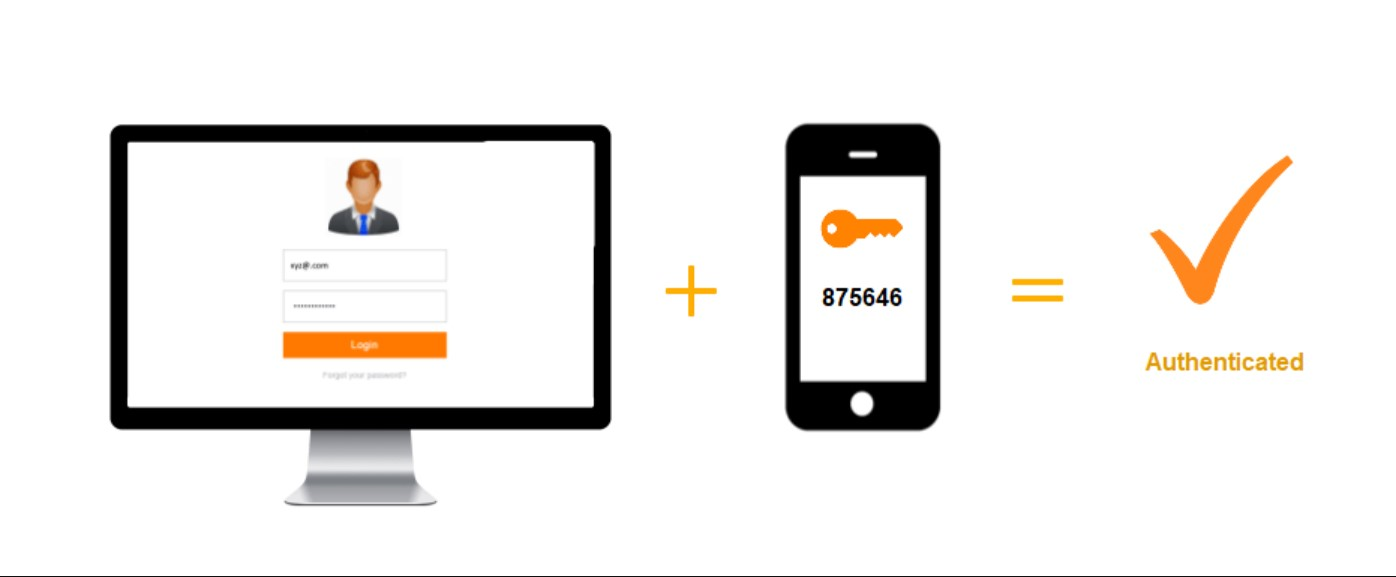 xyz@.com
************
Login
Forgot your password?
+
875646
=
Authenticated